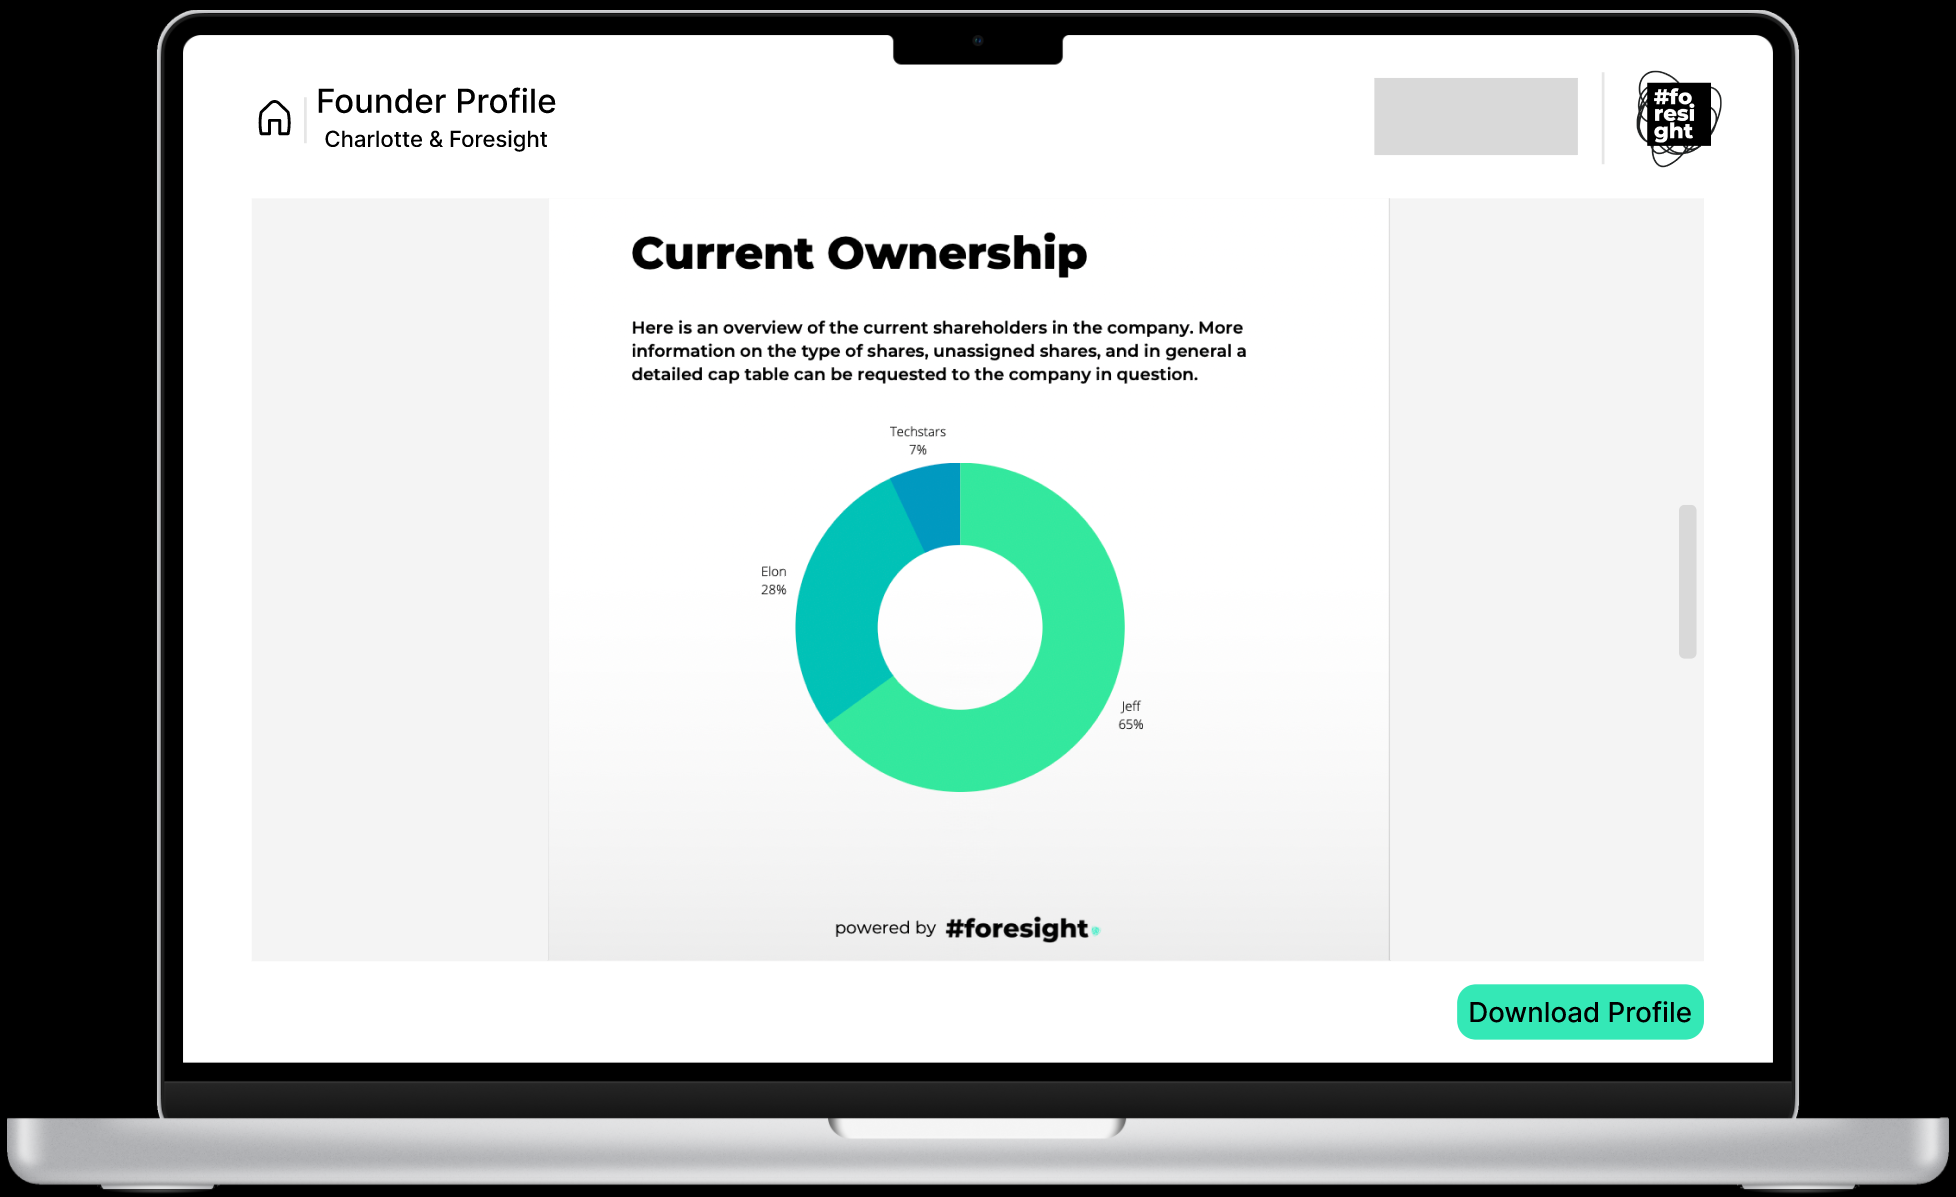 Founder Profile
Charlotte & Foresight
#fo
resi
ght
Current Ownership
Here is an overview of the current shareholders in the company. More
information on the type of shares, unassigned shares, and in general a
detailed cap table can be requested to the company in question.
Techstars
7%
Elon
28%
Jeff
65%
powered by #foresight.
Download Profile